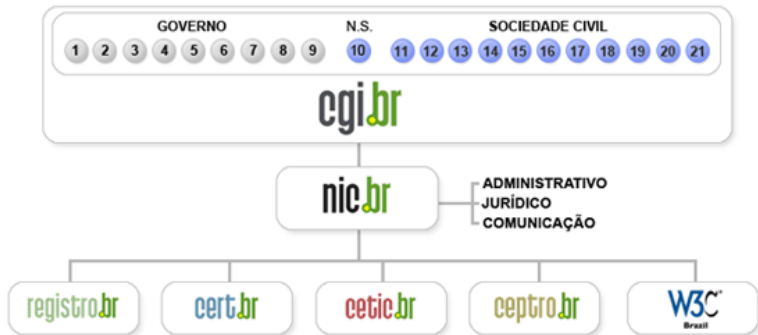 GOVERNO N.S. SOCIEDADE CIVIL
1 2 3 4 5 6 7 8 9 10 11 12 13 14 15 16 17 18 19 20 21
cgi.br
nic.br
ADMINISTRATIVO
JURÍDICO
COMUNICAÇÃO
registro.br cert.br cetic.br ceptro.br W3C®
Brazil